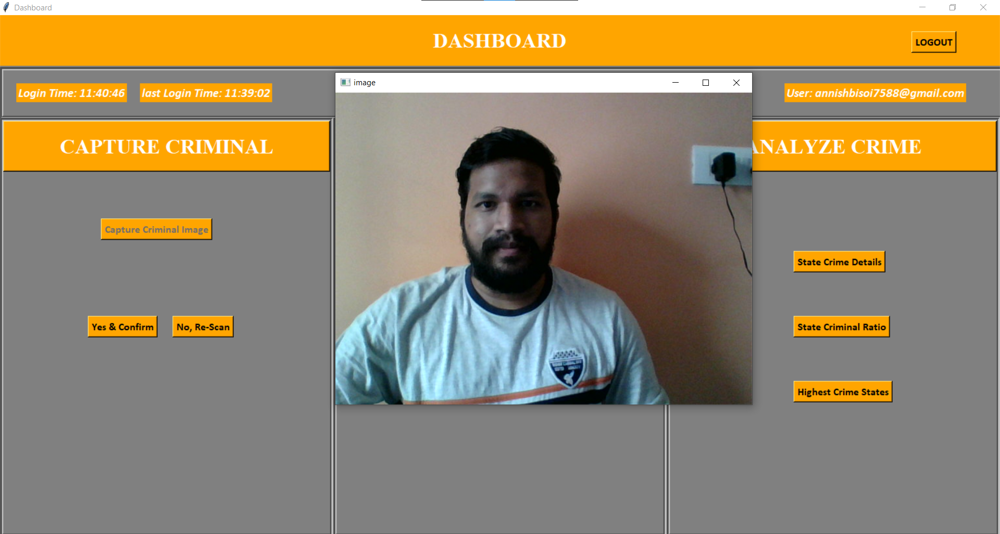 Dashboard
DASHBOARD
LOGOUT
Login Time: 11:40:46
last Login Time: 11:39:02
image
User: annishbisoi7588@gmail.com
CAPTURE CRIMINAL
ANALYZE CRIME
Capture Criminal Image
Yes & Confirm
No, Re-Scan
State Crime Details
State Criminal Ratio
Highest Crime States